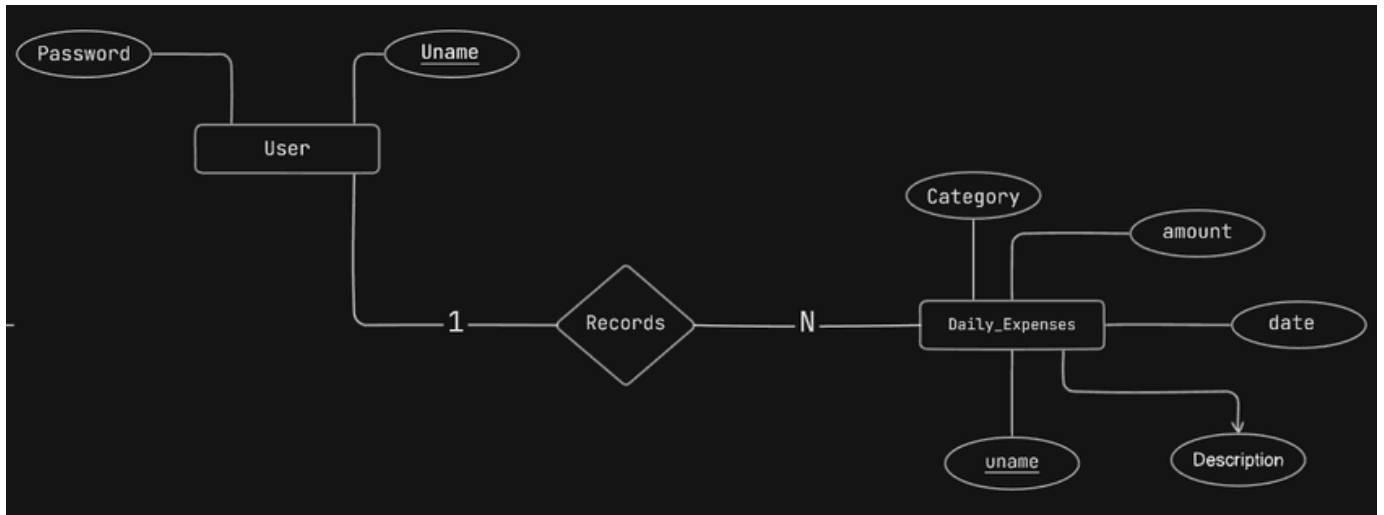 Password
Uname
User
Category
amount
1
Records
N
Daily_Expenses
date
uname
Description